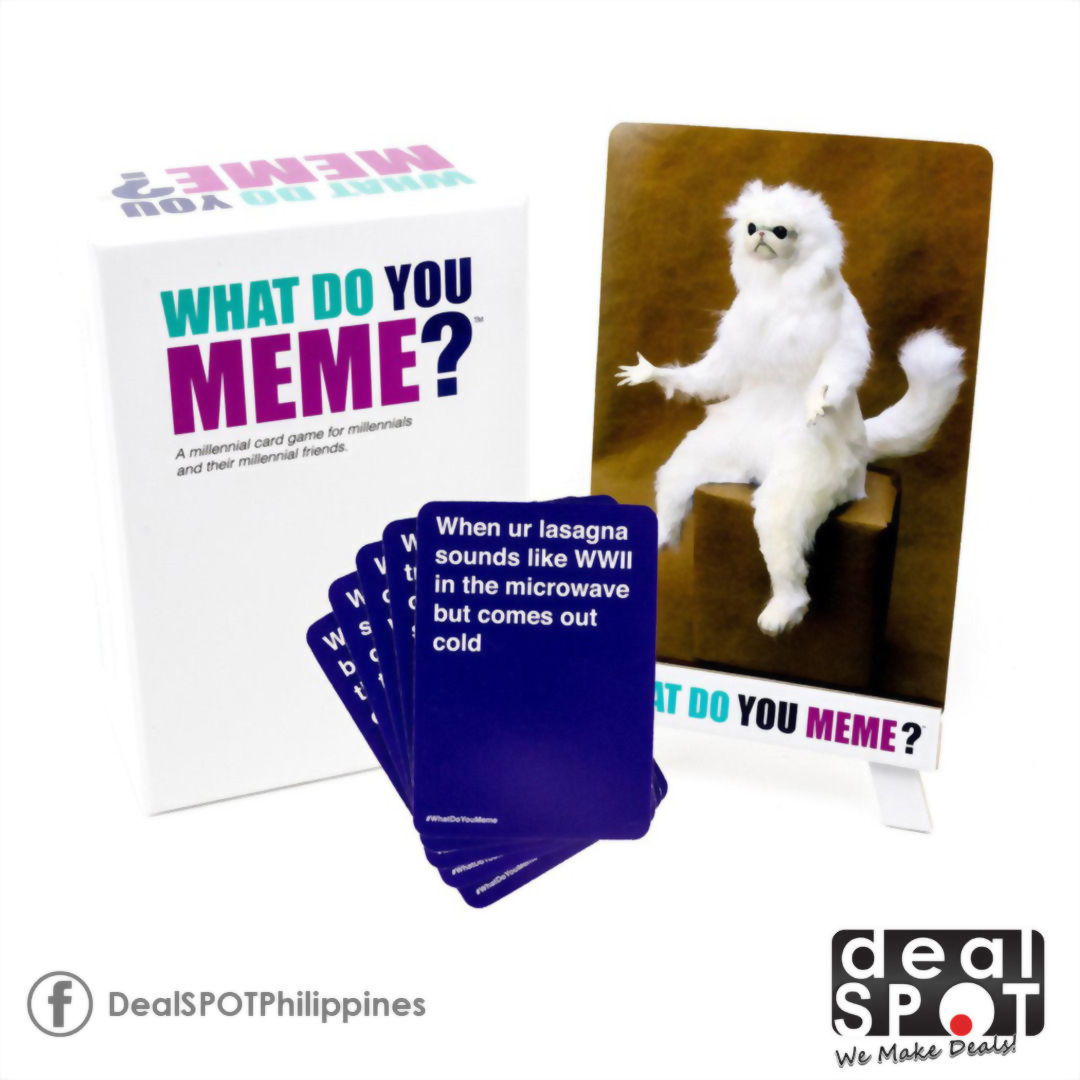 WHAT DO YOU
MEME?
WHAT DO YOU
MEME?™
A millennial card game for millennials
and their millennial friends.
When ur lasagna
sounds like WWII
in the microwave
but comes out
cold
#WhatDoYouMeme
#WhatDoYouMeme
AT DO YOU MEME?
f DealSPOTPhilippines
deal
SPOT
We Make Deals!